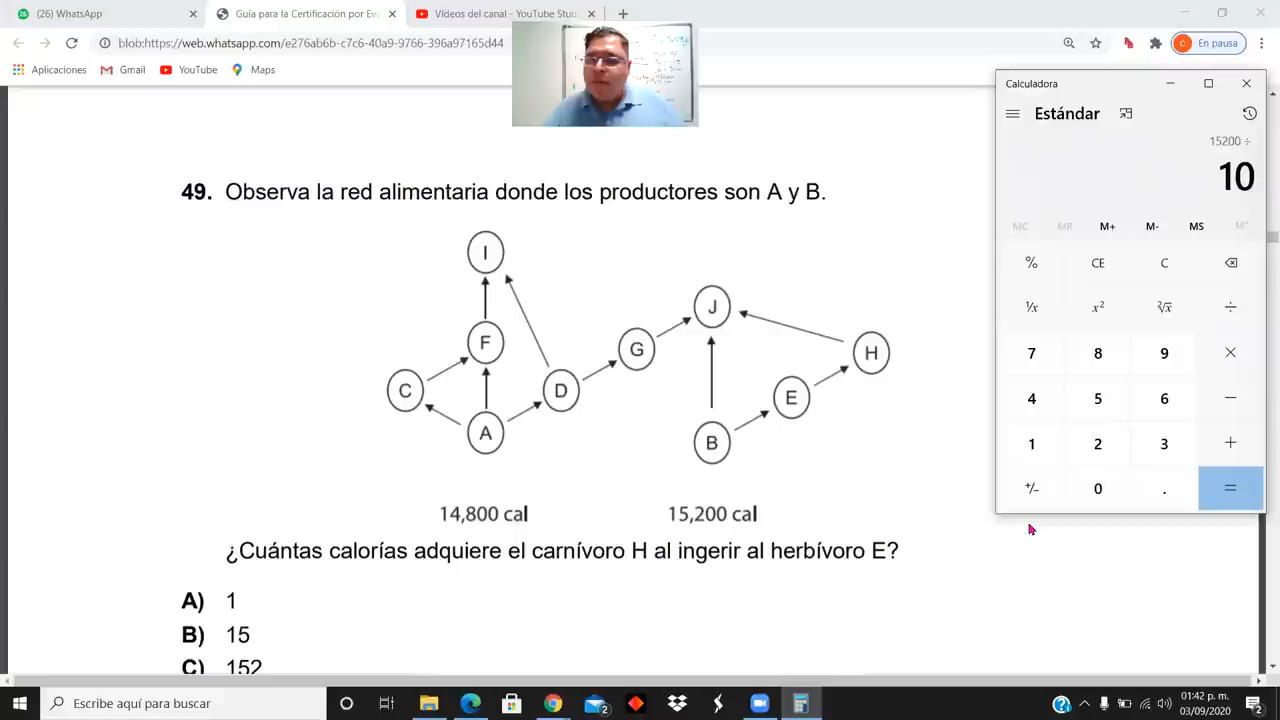 (26) WhatsApp
Guía para la Certificación por Eva
Vídeos del canal - YouTube Stu
blob:https://web.whatsapp.com/e276ab6b-
7c6-40a9-9766-396a97165d44
En pausa
Aplicaciones
Gmail
YouTube
Maps
Calculadora
Estándar
15200 ÷
10
MC MR M+ M- MS
% CE C
¹/x x² ²√x ÷
7 8 9 ×
4 5 6 −
1 2 3 +
+/− 0 . =
49. Observa la red alimentaria donde los productores son A y B.
I
J
F
G
H
C
D
E
A
B
14,800 cal
15,200 cal
¿Cuántas calorías adquiere el carnívoro H al ingerir al herbívoro E?
A) 1
B) 15
C) 152
Escribe aquí para buscar
01:42 p. m.
03/09/2020